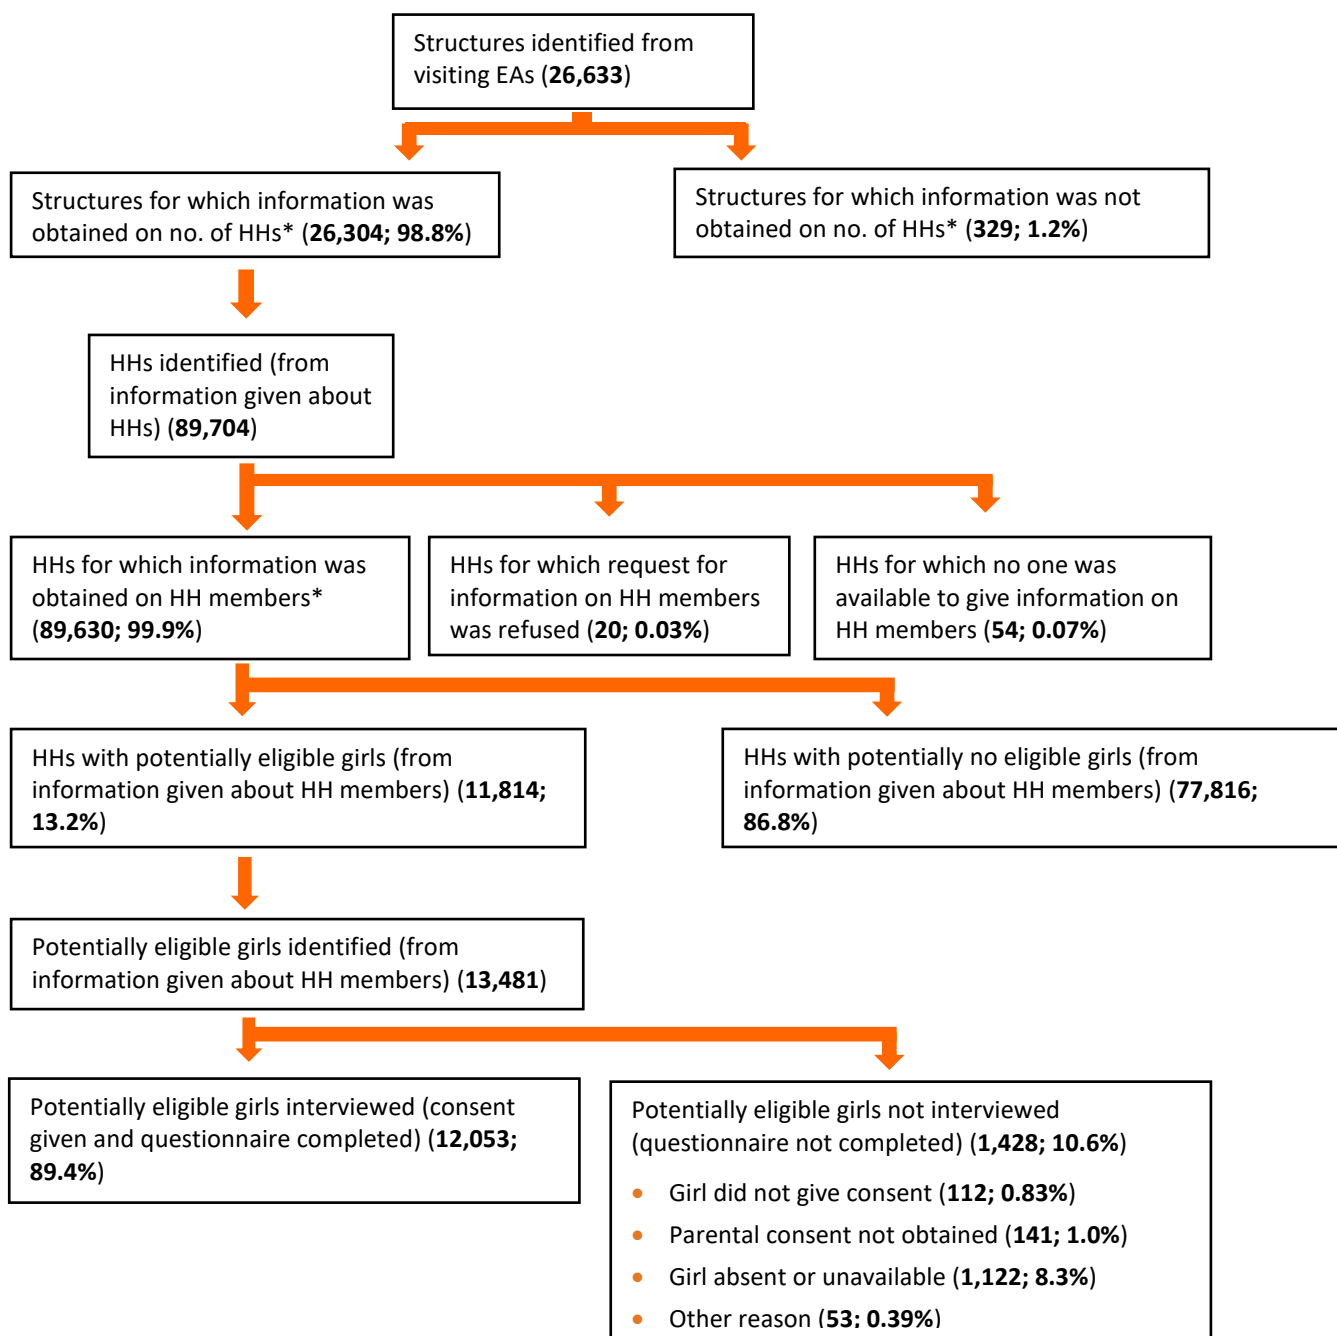 Structures identified from
visiting EAs (26,633)
Structures for which information was
obtained on no. of HHs* (26,304; 98.8%)
Structures for which information was not
obtained on no. of HHs* (329; 1.2%)
HHs identified (from
information given about
HHs) (89,704)
HHs for which information was
obtained on HH members*
(89,630; 99.9%)
HHs for which request for
information on HH members
was refused (20; 0.03%)
HHs for which no one was
available to give information on
HH members (54; 0.07%)
HHs with potentially eligible girls (from
information given about HH members) (11,814;
13.2%)
HHs with potentially no eligible girls (from
information given about HH members) (77,816;
86.8%)
Potentially eligible girls identified (from
information given about HH members) (13,481)
Potentially eligible girls interviewed (consent
given and questionnaire completed) (12,053;
89.4%)
Potentially eligible girls not interviewed
(questionnaire not completed) (1,428; 10.6%)
• Girl did not give consent (112; 0.83%)
• Parental consent not obtained (141; 1.0%)
• Girl absent or unavailable (1,122; 8.3%)
• Other reason (53; 0.39%)